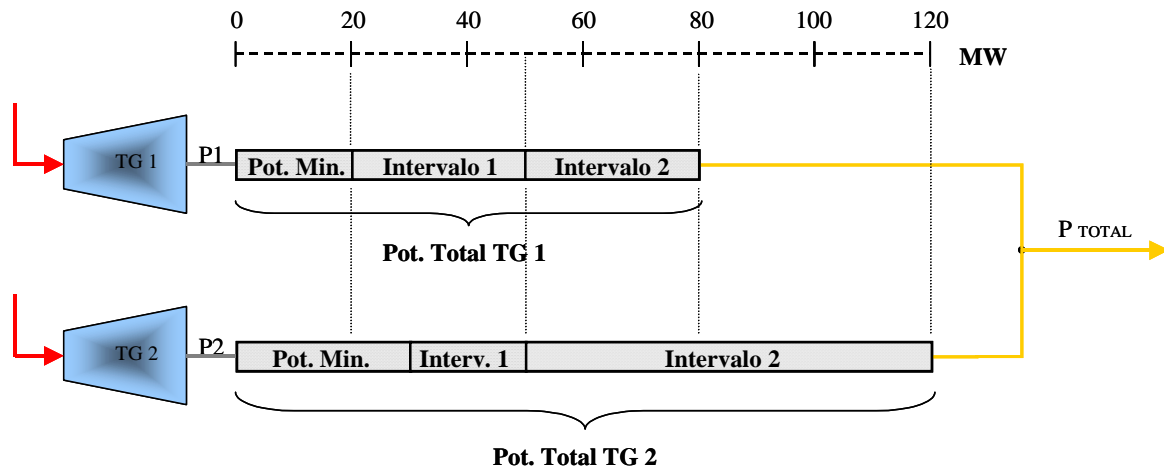 0 20 40 60 80 100 120
MW
TG 1 P1 Pot. Min. Intervalo 1 Intervalo 2
Pot. Total TG 1
P TOTAL
TG 2 P2 Pot. Min. Interv. 1 Intervalo 2
Pot. Total TG 2